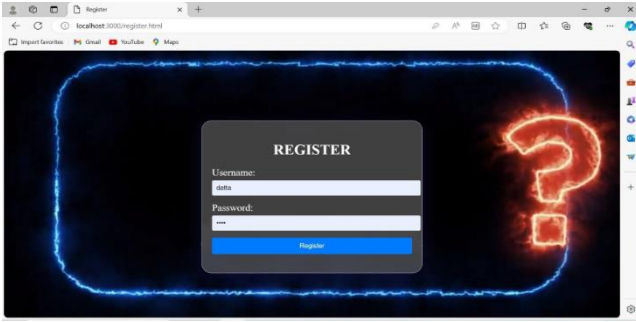 Register
localhost:3000/register.html
Import favorites Gmail YouTube Maps
REGISTER
Username:
datta
Password:
••••
Register